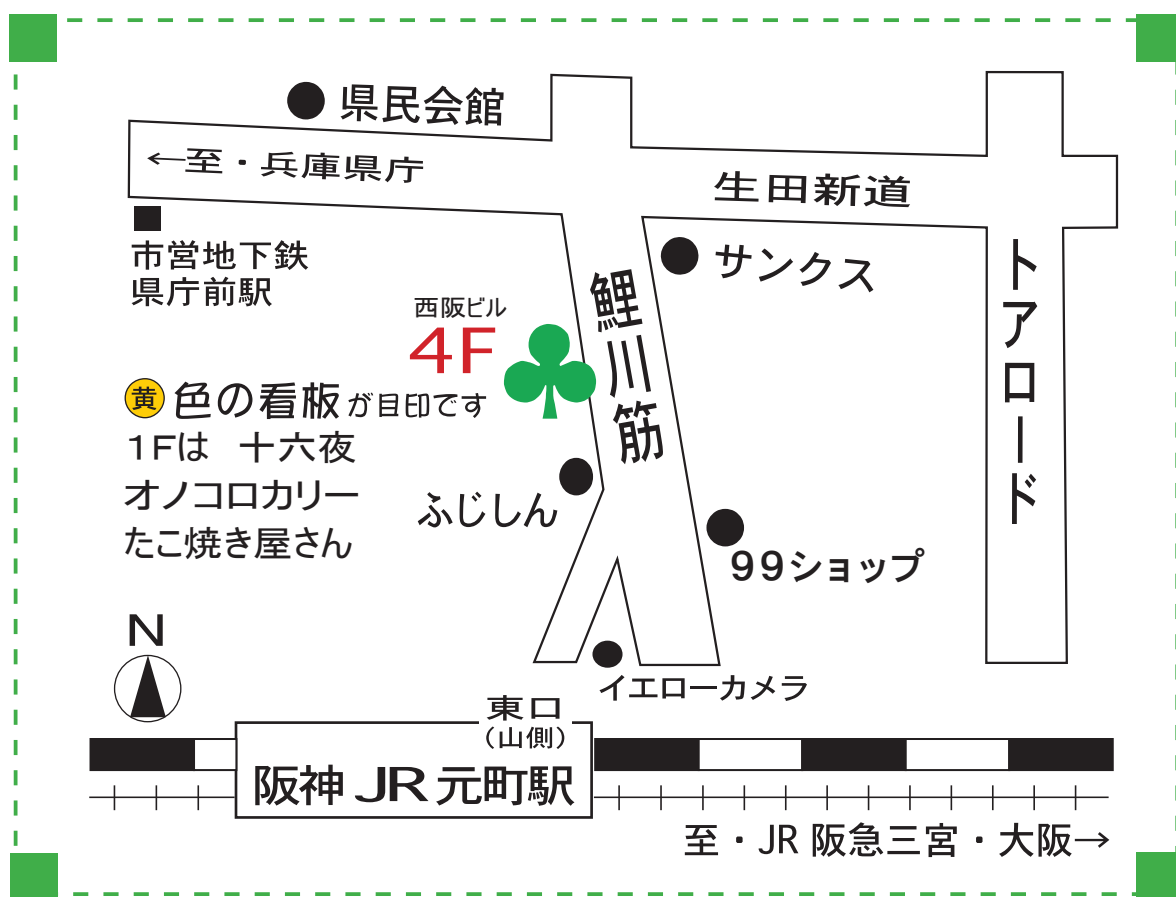 県民会館
←至・兵庫県庁
生田新道
市営地下鉄
県庁前駅
サンクス
トアロード
鯉川筋
西阪ビル
4F
黄色の看板が目印です
1Fは 十六夜
オノコロカリー
たこ焼き屋さん
ふじしん
99ショップ
N
イエローカメラ
東口
（山側）
阪神 JR 元町駅
至・JR 阪急三宮・大阪→